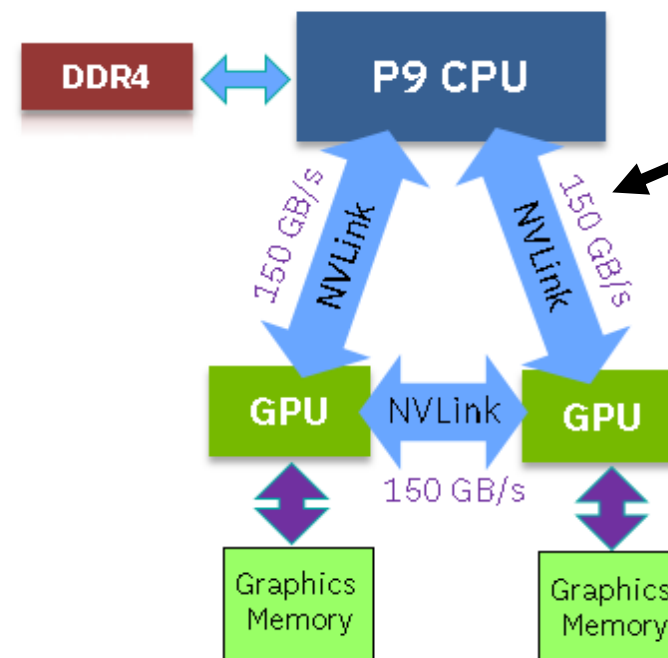 DDR4
P9 CPU
150 GB/s
NVLink
NVLink
150 GB/s
GPU
NVLink
GPU
150 GB/s
Graphics
Memory
Graphics
Memory